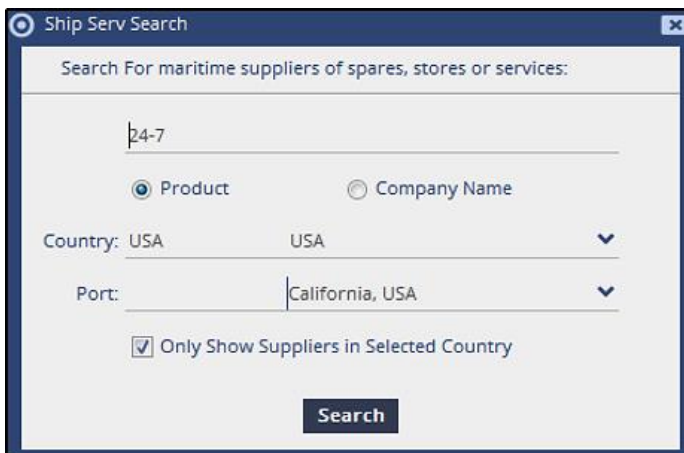 Ship Serv Search
Search For maritime suppliers of spares, stores or services:
24-7
Product Company Name
Country: USA USA
Port: California, USA
Only Show Suppliers in Selected Country
Search